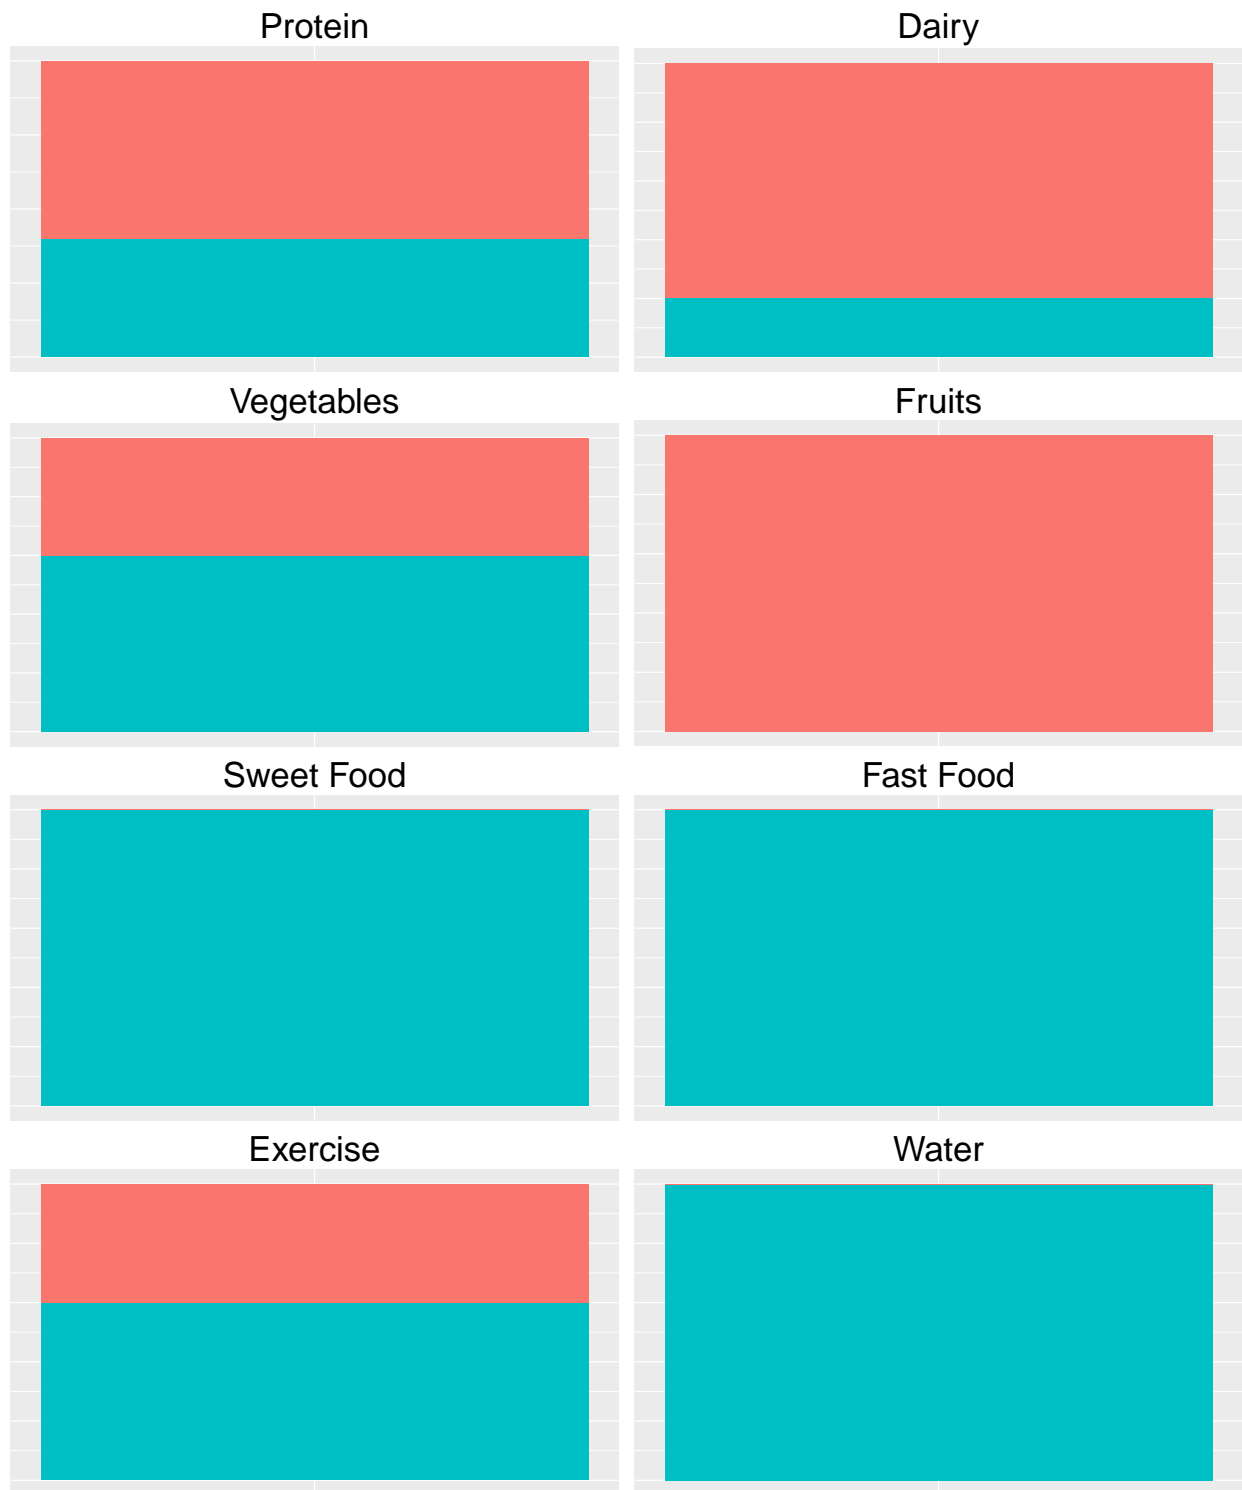 Protein
Dairy
Vegetables
Fruits
Sweet Food
Fast Food
Exercise
Water